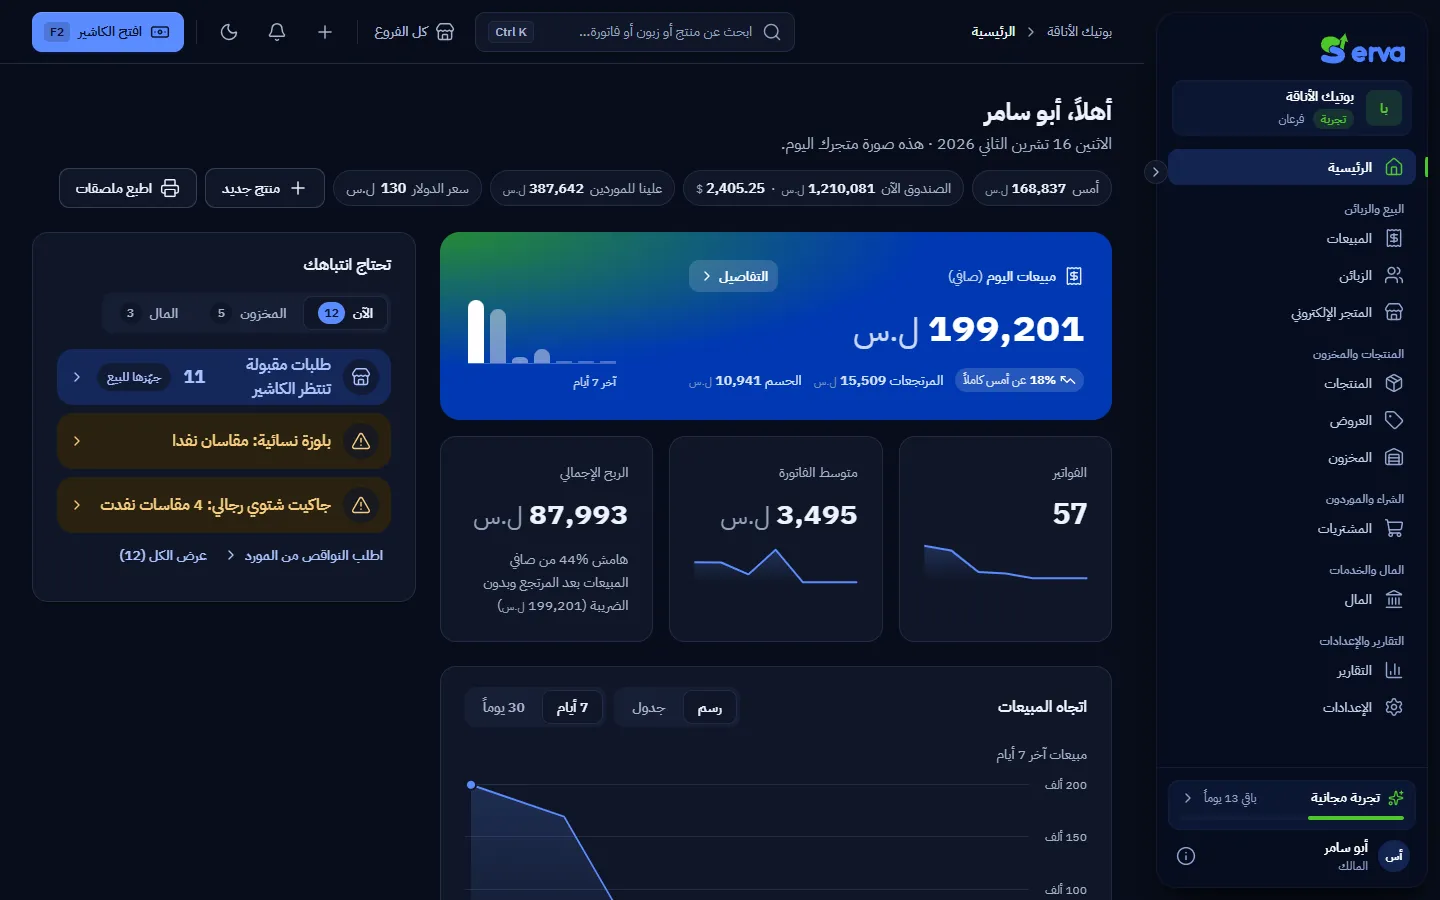 Serva
بوتيك الأناقة
با
تجربة
فرعان
الرئيسية
البيع والزبائن
المبيعات
الزبائن
المتجر الإلكتروني
المنتجات والمخزون
المنتجات
العروض
المخزون
الشراء والموردون
المشتريات
المال والخدمات
المال
التقارير والإعدادات
التقارير
الإعدادات
تجربة مجانية
باقي 13 يوماً
أبو سامر
أس
المالك
بوتيك الأناقة
الرئيسية
ابحث عن منتج أو زبون أو فاتورة...
Ctrl K
كل الفروع
افتح الكاشير
F2
أهلاً، أبو سامر
الاثنين 16 تشرين الثاني 2026 · هذه صورة متجرك اليوم.
أمس 168,837 ل.س
الصندوق الآن 1,210,081 ل.س · 2,405.25 $
علينا للموردين 387,642 ل.س
سعر الدولار 130 ل.س
منتج جديد
اطبع ملصقات
مبيعات اليوم (صافي)
التفاصيل
199,201 ل.س
18% عن أمس كاملاً
المرتجعات 15,509 ل.س
الحسم 10,941 ل.س
آخر 7 أيام
الفواتير
57
متوسط الفاتورة
3,495 ل.س
الربح الإجمالي
87,993 ل.س
هامش 44% من صافي
المبيعات بعد المرتجع وبدون
الضريبة (199,201 ل.س)
تحتاج انتباهك
الآن 12
المخزون 5
المال 3
طلبات مقبولة
تنتظر الكاشير
11
جهّزها للبيع
بلوزة نسائية: مقاسان نفدا
جاكيت شتوي رجالي: 4 مقاسات نفدت
اطلب النواقص من المورد
عرض الكل (12)
اتجاه المبيعات
رسم
جدول
7 أيام
30 يوماً
مبيعات آخر 7 أيام
200 ألف
150 ألف
100 ألف